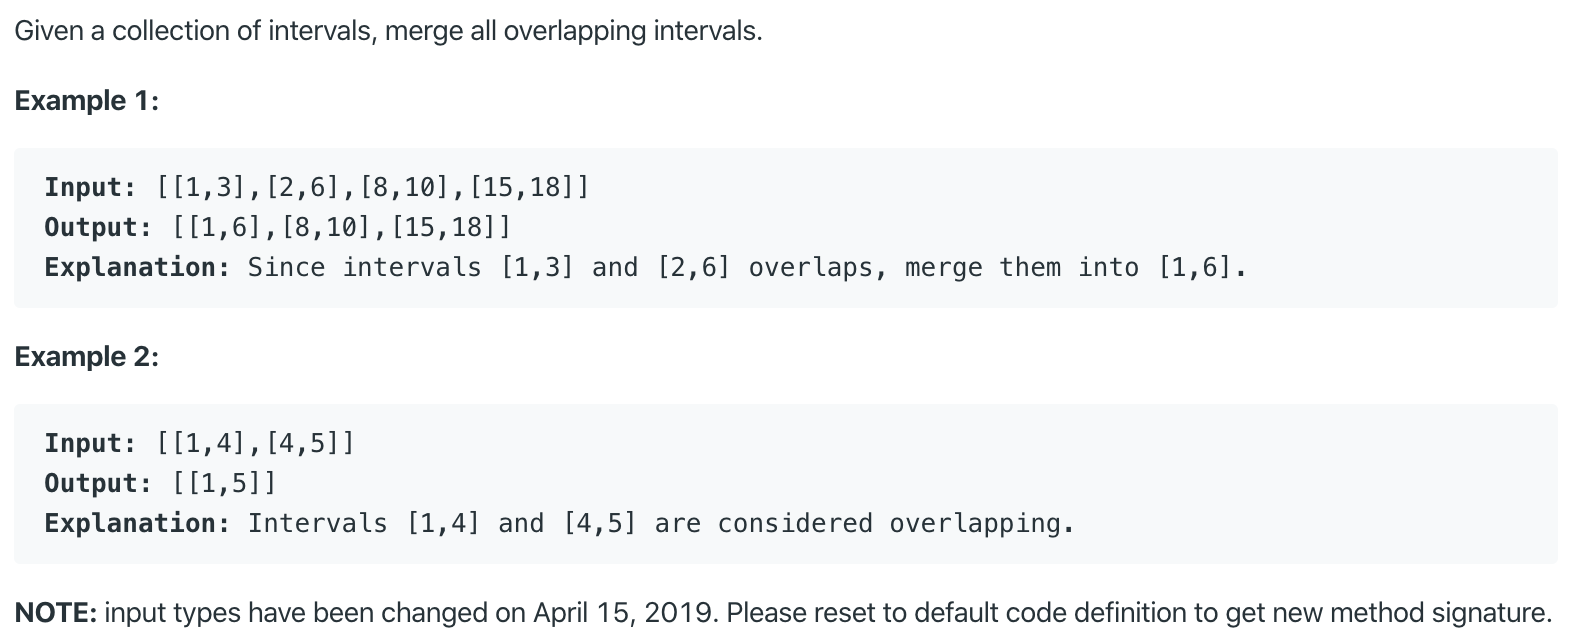 Given a collection of intervals, merge all overlapping intervals.
Example 1:
Input: [[1,3],[2,6],[8,10],[15,18]]
Output: [[1,6],[8,10],[15,18]]
Explanation: Since intervals [1,3] and [2,6] overlaps, merge them into [1,6].
Example 2:
Input: [[1,4],[4,5]]
Output: [[1,5]]
Explanation: Intervals [1,4] and [4,5] are considered overlapping.
NOTE: input types have been changed on April 15, 2019. Please reset to default code definition to get new method signature.